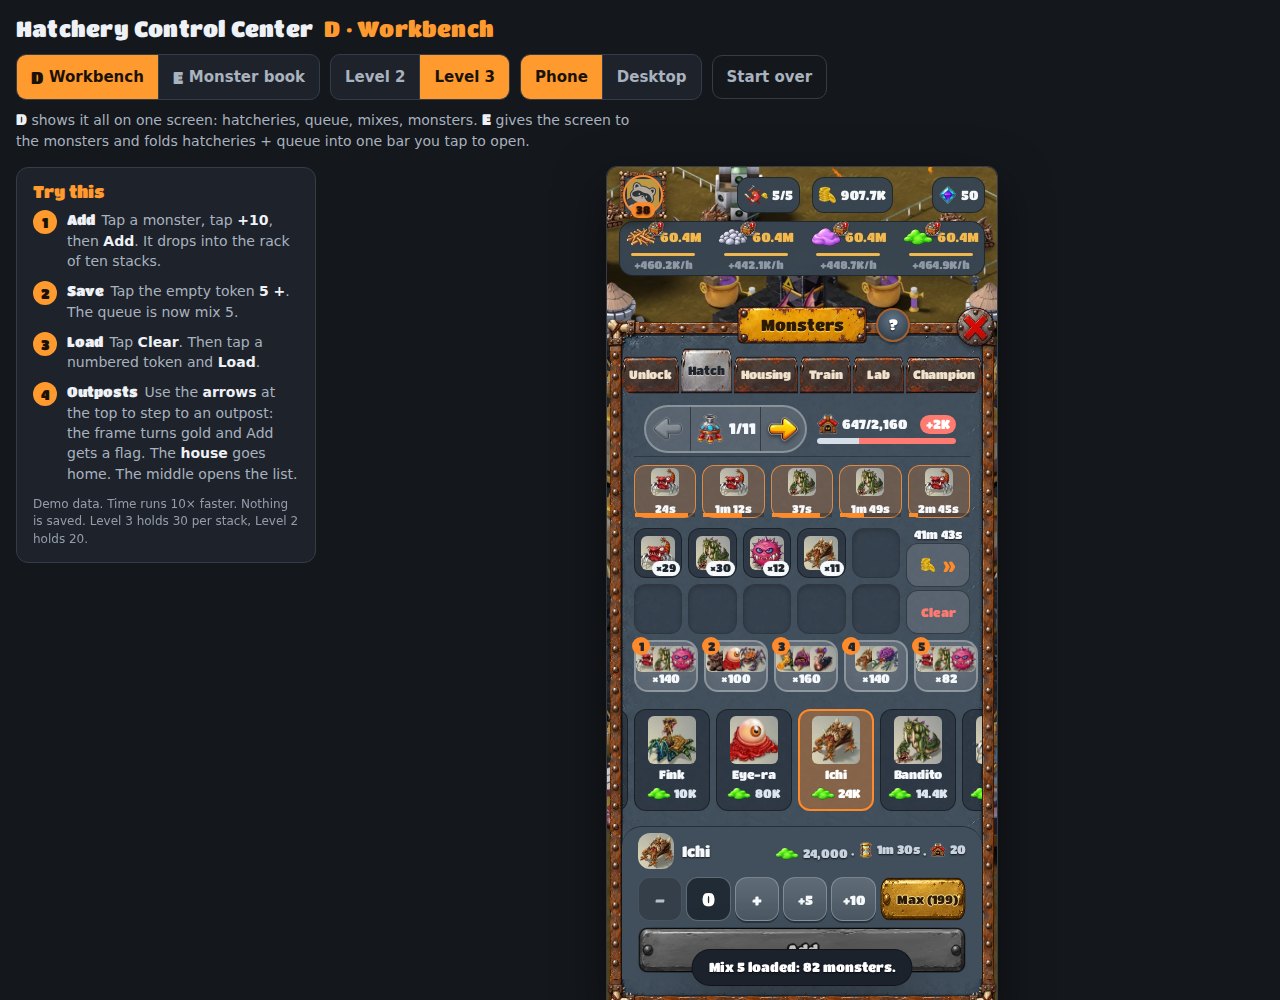 Hatchery Control Center D · Workbench
D Workbench E Monster book Level 2 Level 3 Phone Desktop Start over
D shows it all on one screen: hatcheries, queue, mixes, monsters. E gives the screen to
the monsters and folds hatcheries + queue into one bar you tap to open.
Try this
1 Add Tap a monster, tap +10,
then Add. It drops into the rack
of ten stacks.
2 Save Tap the empty token 5 +.
The queue is now mix 5.
3 Load Tap Clear. Then tap a
numbered token and Load.
4 Outposts Use the arrows at
the top to step to an outpost:
the frame turns gold and Add
gets a flag. The house goes
home. The middle opens the list.
Demo data. Time runs 10× faster. Nothing
is saved. Level 3 holds 30 per stack, Level 2
holds 20.
30 5/5 907.7K 50
60.4M 60.4M 60.4M 60.4M
+460.2K/h +442.1K/h +448.7K/h +464.9K/h
Monsters ?
Unlock Hatch Housing Train Lab Champion
1/11 647/2,160 +2K
24s 1m 12s 37s 1m 49s 2m 45s
41m 43s
×29 ×30 ×12 ×11
»
Clear
1 2 3 4 5
×140 ×100 ×160 ×140 ×82
Fink Eye-ra Ichi Bandito
10K 80K 24K 14.4K
Ichi 24,000 · 1m 30s · 20
− 0 + +5 +10 Max (199)
Add
Mix 5 loaded: 82 monsters.